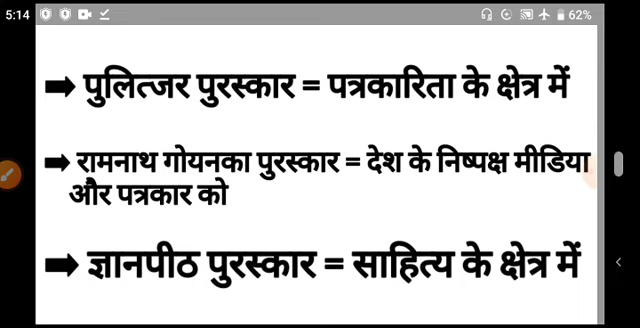 5:14
62%
➡ पुलित्जर पुरस्कार = पत्रकारिता के क्षेत्र में
➡ रामनाथ गोयनका पुरस्कार = देश के निष्पक्ष मीडिया
और पत्रकार को
➡ ज्ञानपीठ पुरस्कार = साहित्य के क्षेत्र में